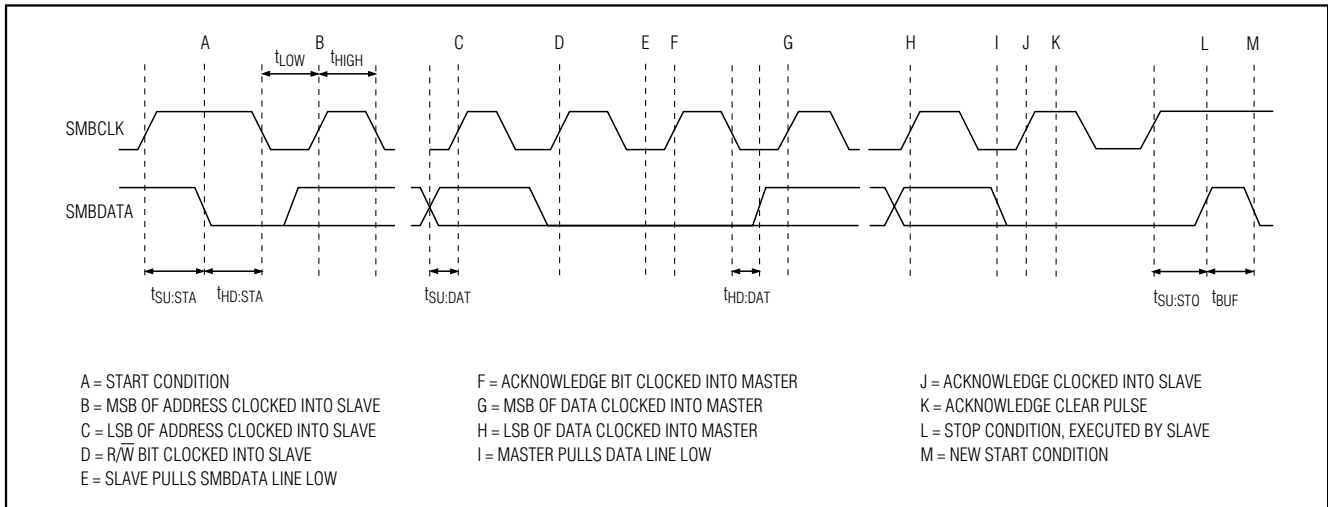 A B C D E F G H I J K L M
tLOW tHIGH
SMBCLK
SMBDATA
tSU:STA tHD:STA tSU:DAT tHD:DAT tSU:STO tBUF
A = START CONDITION
B = MSB OF ADDRESS CLOCKED INTO SLAVE
C = LSB OF ADDRESS CLOCKED INTO SLAVE
D = R/W̅ BIT CLOCKED INTO SLAVE
E = SLAVE PULLS SMBDATA LINE LOW
F = ACKNOWLEDGE BIT CLOCKED INTO MASTER
G = MSB OF DATA CLOCKED INTO MASTER
H = LSB OF DATA CLOCKED INTO MASTER
I = MASTER PULLS DATA LINE LOW
J = ACKNOWLEDGE CLOCKED INTO SLAVE
K = ACKNOWLEDGE CLEAR PULSE
L = STOP CONDITION, EXECUTED BY SLAVE
M = NEW START CONDITION